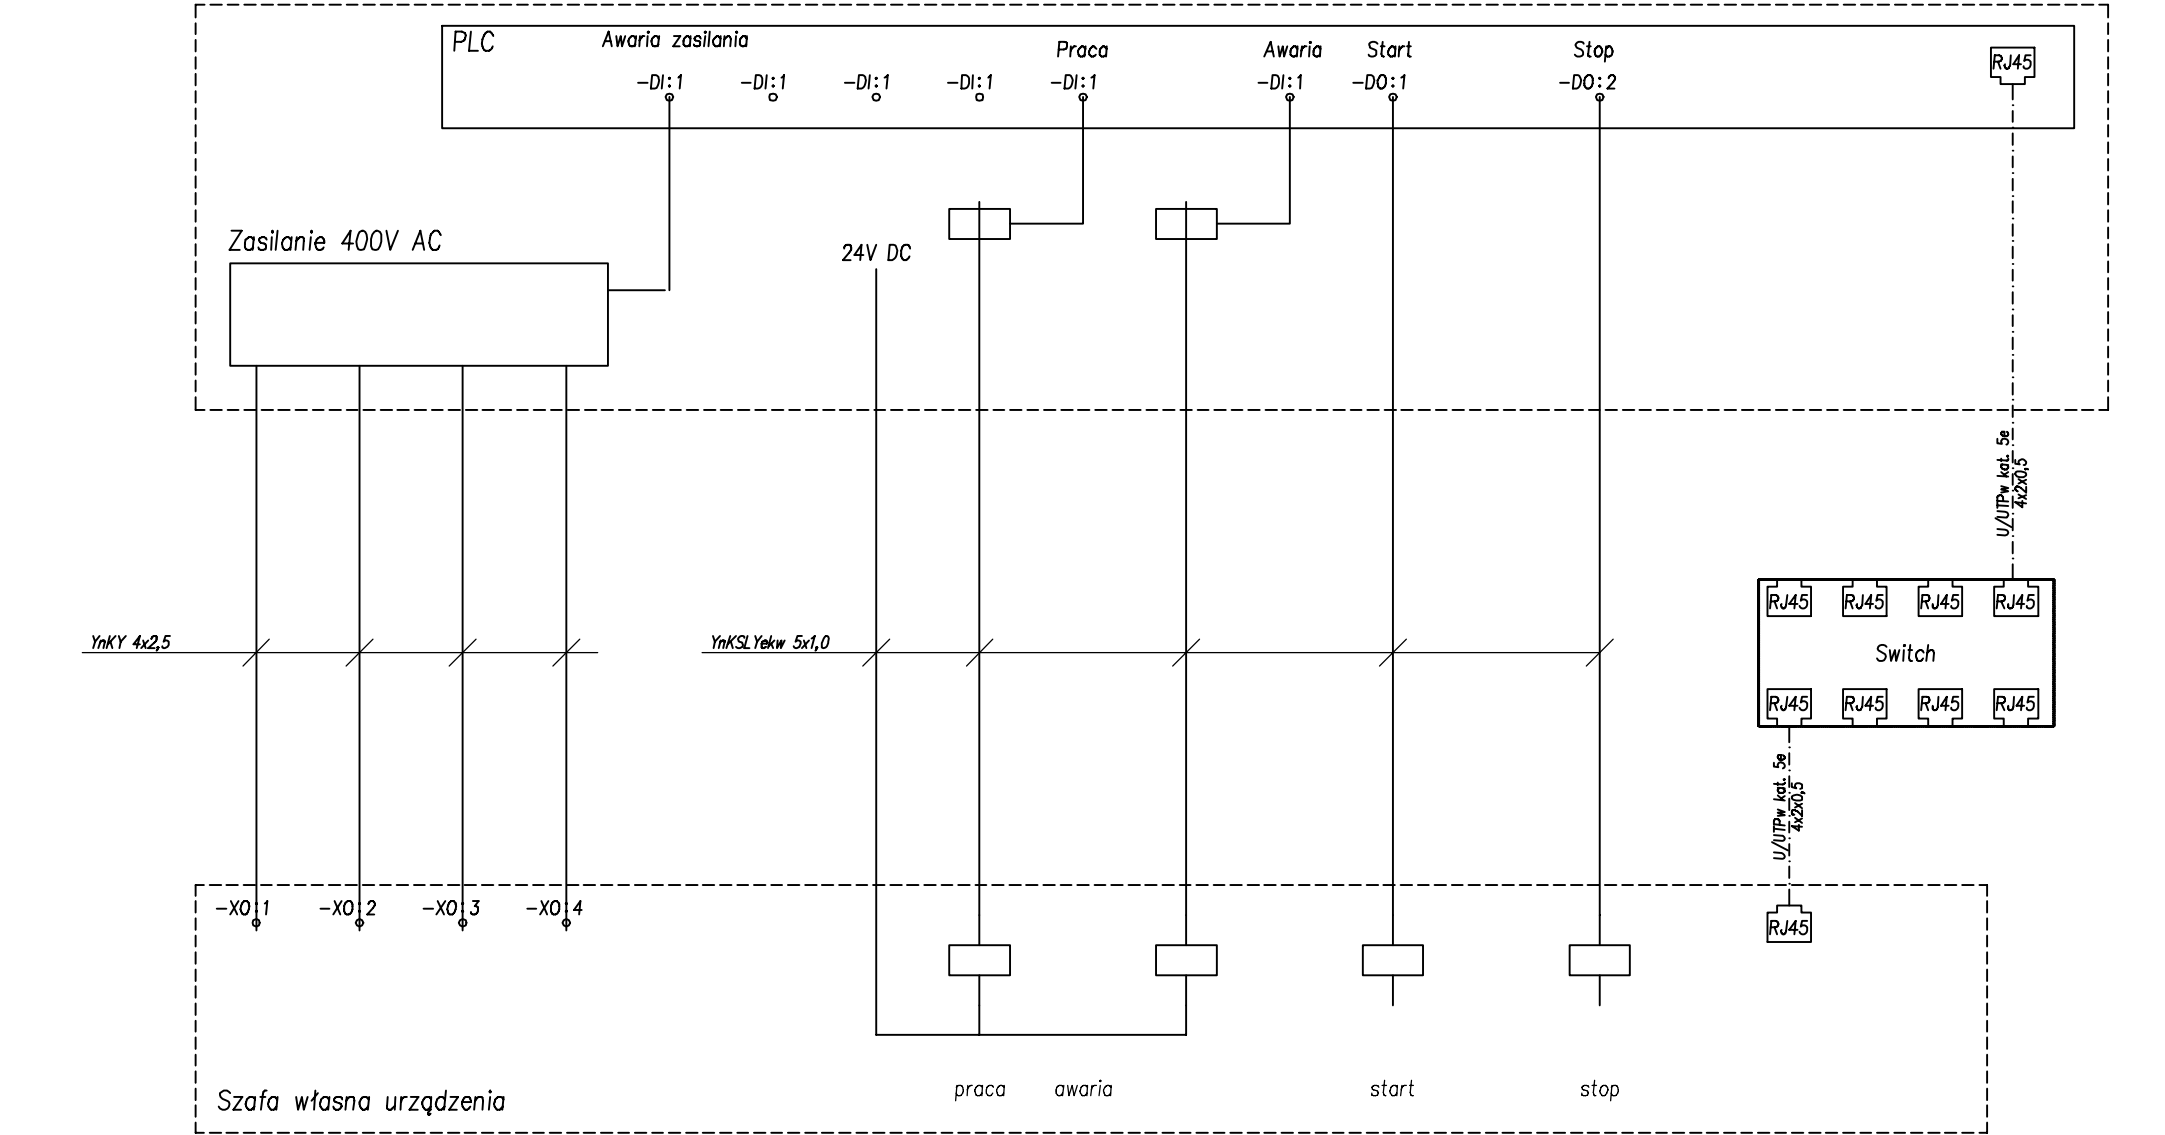 PLC
Awaria zasilania
Praca
Awaria
Start
Stop
-DI:1
-DI:1
-DI:1
-DI:1
-DI:1
-DI:1
-DO:1
-DO:2
RJ45
Zasilanie 400V AC
24V DC
U/UTPw kat. 5e
4x2x0,5
YnKY 4x2,5
YnKSLYekw 5x1,0
RJ45
RJ45
RJ45
RJ45
Switch
RJ45
RJ45
RJ45
RJ45
U/UTPw kat. 5e
4x2x0,5
-X0:1
-X0:2
-X0:3
-X0:4
RJ45
praca
awaria
start
stop
Szafa własna urządzenia